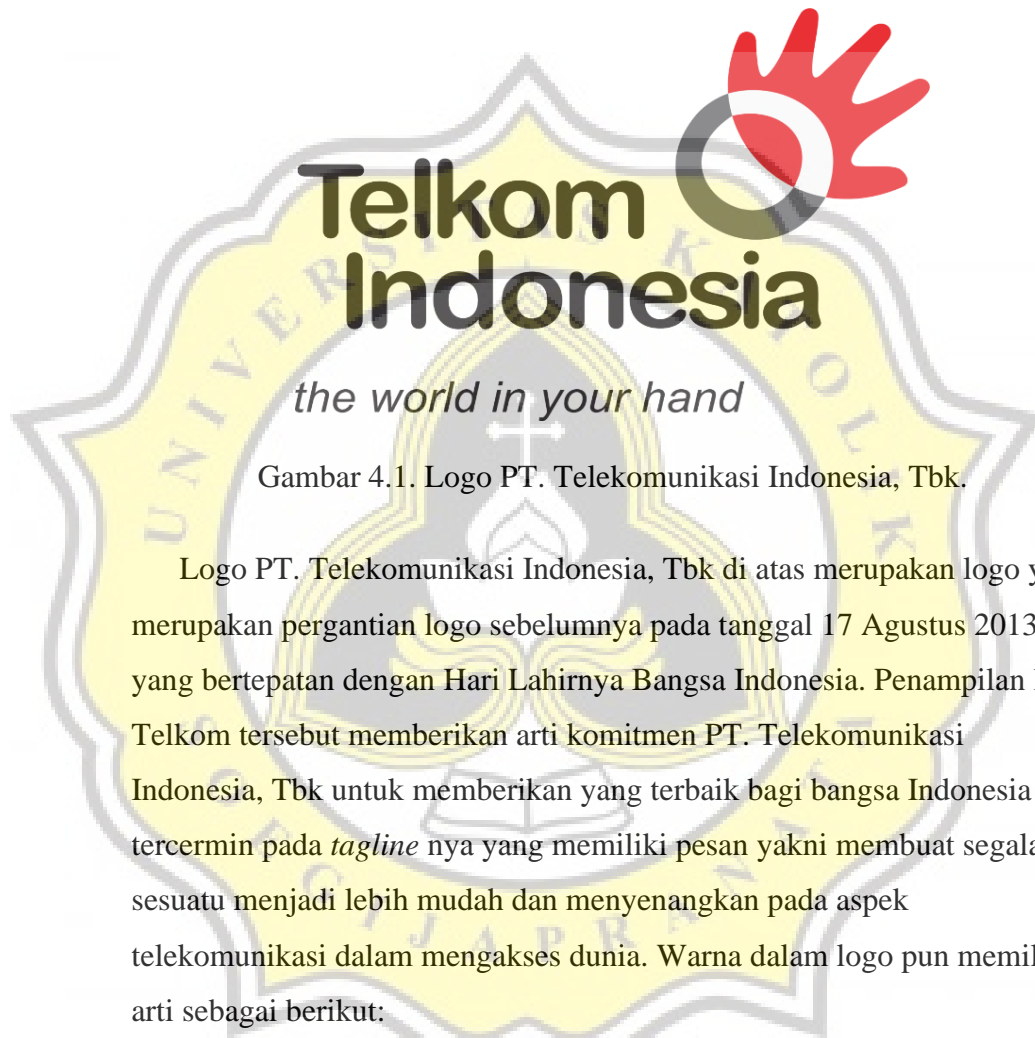 Telkom
Indonesia
the world in your hand
UNIVERSITAS KATOLIK
SOEGIJAPRANATA
Gambar 4.1. Logo PT. Telekomunikasi Indonesia, Tbk.
Logo PT. Telekomunikasi Indonesia, Tbk di atas merupakan logo
merupakan pergantian logo sebelumnya pada tanggal 17 Agustus 2013
yang bertepatan dengan Hari Lahirnya Bangsa Indonesia. Penampilan
Telkom tersebut memberikan arti komitmen PT. Telekomunikasi
Indonesia, Tbk untuk memberikan yang terbaik bagi bangsa Indonesia
tercermin pada tagline nya yang memiliki pesan yakni membuat segala
sesuatu menjadi lebih mudah dan menyenangkan pada aspek
telekomunikasi dalam mengakses dunia. Warna dalam logo pun
arti sebagai berikut: